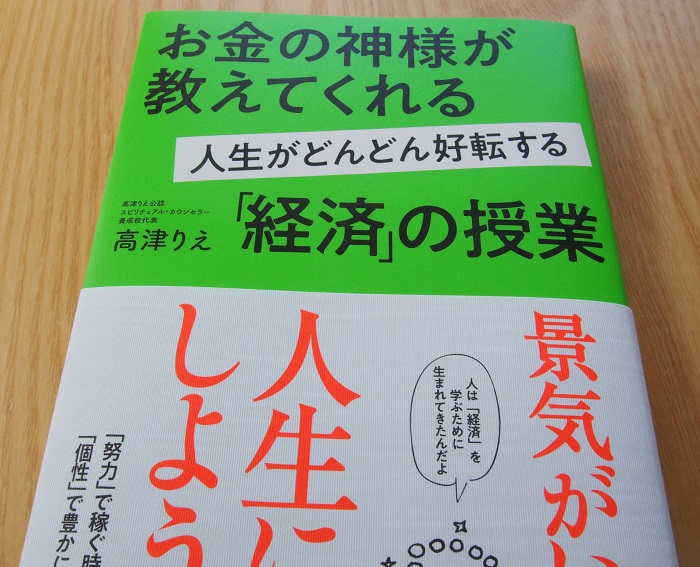 お金の神様が
教えてくれる
人生がどんどん好転する
「経済」の授業
高津りえ公認
スピリチュアル・カウンセラー
養成校代表
高津りえ
景気がい
人生に
しよう
人は「経済」を
学ぶために
生まれてきたんだよ
「努力」で稼ぐ時
「個性」で豊かに